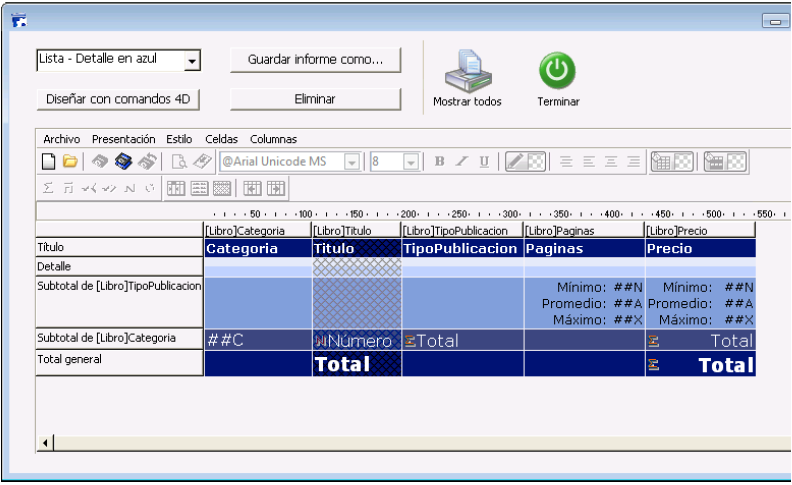 Lista - Detalle en azul
Guardar informe como...
Diseñar con comandos 4D
Eliminar
Mostrar todos
Terminar
Archivo Presentación Estilo Celdas Columnas
@Arial Unicode MS 8 B I U
Σ n N
50 100 150 200 250 300 350 400 450 500 550
[Libro]Categoria [Libro]Titulo [Libro]TipoPublicacion [Libro]Paginas [Libro]Precio
Título Categoria Titulo TipoPublicacion Paginas Precio
Detalle
Subtotal de [Libro]TipoPublicacion Mínimo: ##N Mínimo: ##N
Promedio: ##A Promedio: ##A
Máximo: ##X Máximo: ##X
Subtotal de [Libro]Categoria ##C NNúmero ΣTotal Σ Total
Total general Total Σ Total